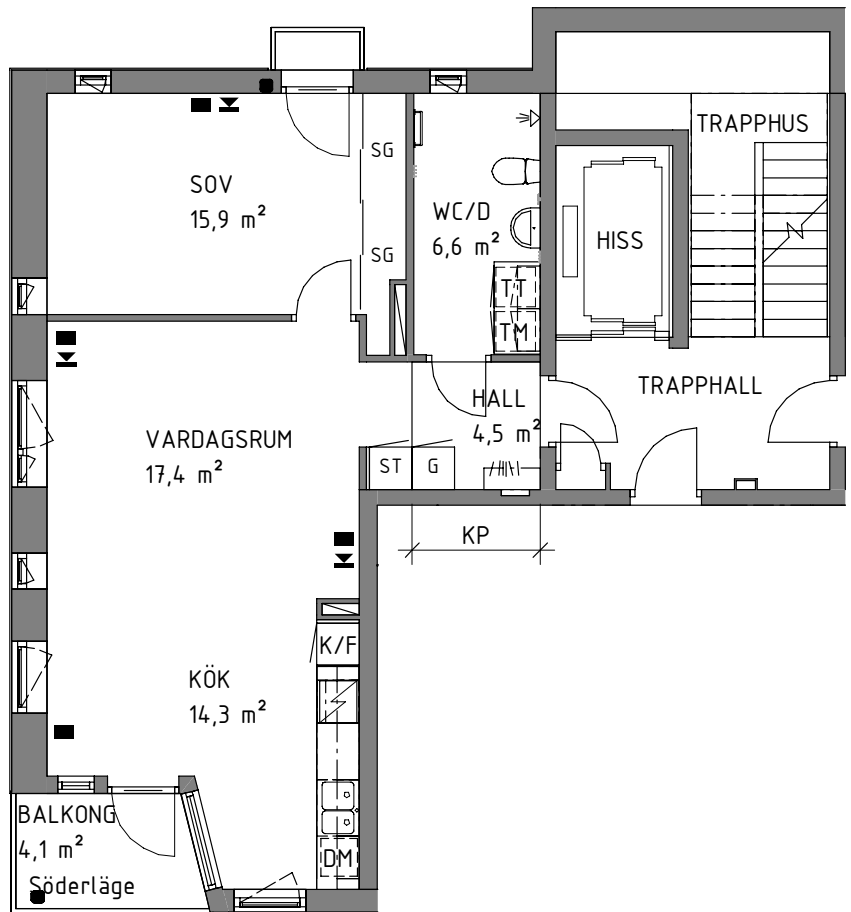 TRAPPHUS
SG
SOV
15,9 m²
WC/D
6,6 m²
HISS
SG
TT
TM
TRAPPHALL
HALL
4,5 m²
VARDAGSRUM
17,4 m²
ST
G
KP
K/F
KÖK
14,3 m²
BALKONG
4,1 m²
DM
Söderläge